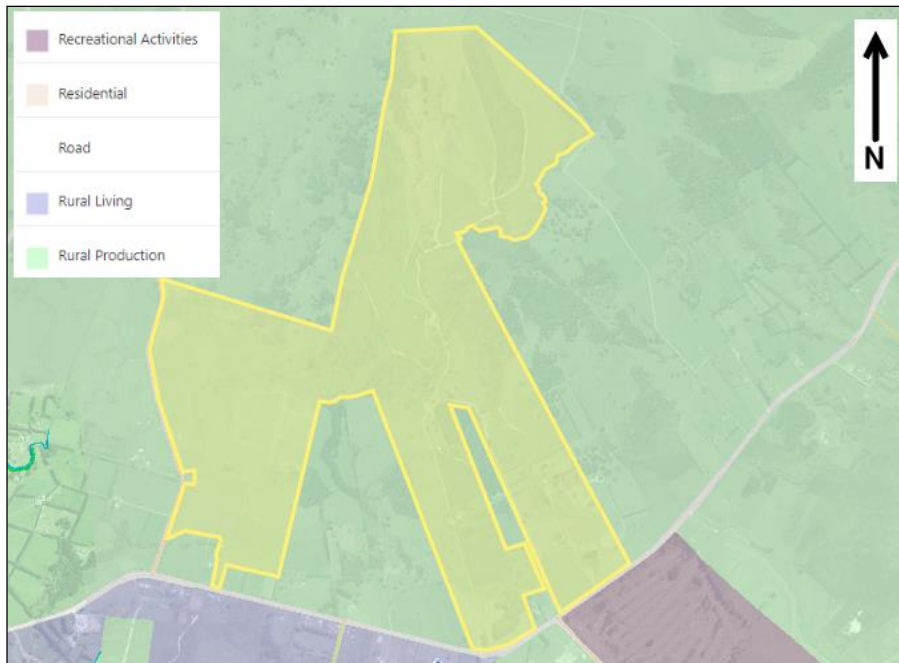 Recreational Activities
Residential
Road
Rural Living
Rural Production
N